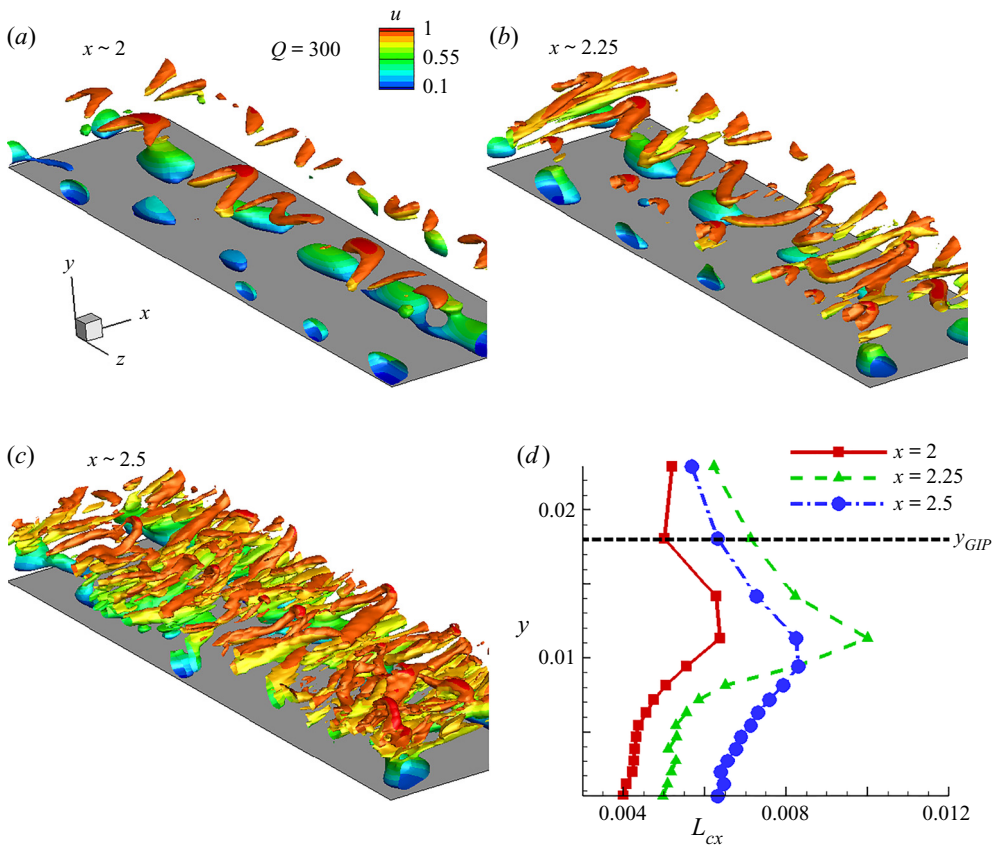 (a)
x ~ 2
Q = 300
u
1
0.55
0.1
y
x
z
(b)
x ~ 2.25
(c)
x ~ 2.5
(d)
x = 2
x = 2.25
x = 2.5
0.02
y_GIP
y
0.01
0.004
0.008
0.012
L_cx